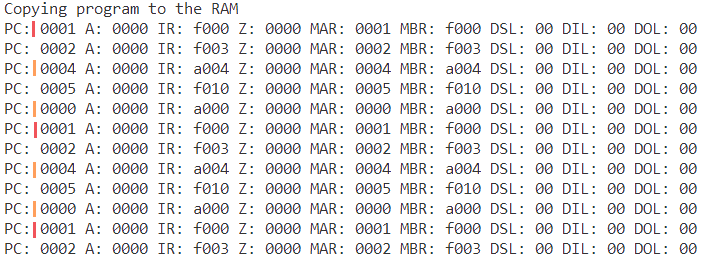 Copying program to the RAM
PC: 0001 A: 0000 IR: f000 Z: 0000 MAR: 0001 MBR: f000 DSL: 00 DIL: 00 DOL: 00
PC: 0002 A: 0000 IR: f003 Z: 0000 MAR: 0002 MBR: f003 DSL: 00 DIL: 00 DOL: 00
PC: 0004 A: 0000 IR: a004 Z: 0000 MAR: 0004 MBR: a004 DSL: 00 DIL: 00 DOL: 00
PC: 0005 A: 0000 IR: f010 Z: 0000 MAR: 0005 MBR: f010 DSL: 00 DIL: 00 DOL: 00
PC: 0000 A: 0000 IR: a000 Z: 0000 MAR: 0000 MBR: a000 DSL: 00 DIL: 00 DOL: 00
PC: 0001 A: 0000 IR: f000 Z: 0000 MAR: 0001 MBR: f000 DSL: 00 DIL: 00 DOL: 00
PC: 0002 A: 0000 IR: f003 Z: 0000 MAR: 0002 MBR: f003 DSL: 00 DIL: 00 DOL: 00
PC: 0004 A: 0000 IR: a004 Z: 0000 MAR: 0004 MBR: a004 DSL: 00 DIL: 00 DOL: 00
PC: 0005 A: 0000 IR: f010 Z: 0000 MAR: 0005 MBR: f010 DSL: 00 DIL: 00 DOL: 00
PC: 0000 A: 0000 IR: a000 Z: 0000 MAR: 0000 MBR: a000 DSL: 00 DIL: 00 DOL: 00
PC: 0001 A: 0000 IR: f000 Z: 0000 MAR: 0001 MBR: f000 DSL: 00 DIL: 00 DOL: 00
PC: 0002 A: 0000 IR: f003 Z: 0000 MAR: 0002 MBR: f003 DSL: 00 DIL: 00 DOL: 00